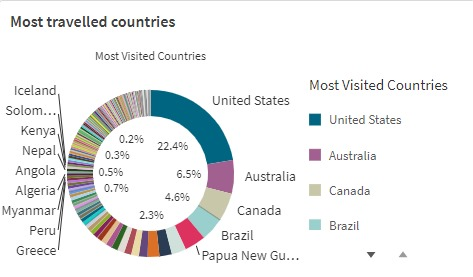 Most travelled countries
Most Visited Countries
Iceland
Solom...
Kenya
Nepal
Angola
Algeria
Myanmar
Peru
Greece
0.2%
0.3%
0.5%
0.7%
2.3%
22.4%
6.5%
4.6%
United States
Australia
Canada
Brazil
Papua New Gu...
Most Visited Countries
United States
Australia
Canada
Brazil